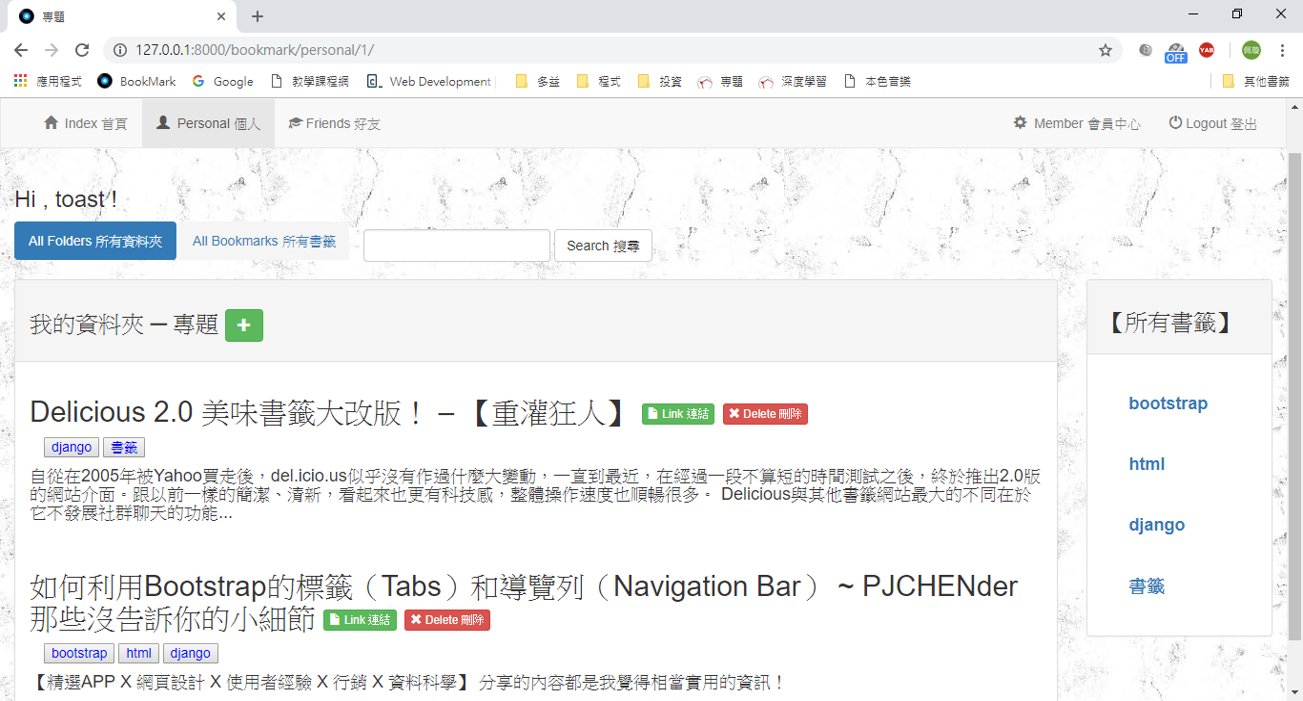 專題
127.0.0.1:8000/bookmark/personal/1/
OFF
YAB
應用程式 BookMark Google 教學課程網 Web Development 多益 程式 投資 專題 深度學習 本色音樂 其他書籤
Index 首頁 Personal 個人 Friends 好友 Member 會員中心 Logout 登出
Hi , toast !
All Folders 所有資料夾 All Bookmarks 所有書籤 Search 搜尋
我的資料夾 ─ 專題 +
Delicious 2.0 美味書籤大改版！ – 【重灌狂人】 Link 連結 Delete 刪除
django 書籤
自從在2005年被Yahoo買走後，del.icio.us似乎沒有作過什麼大變動，一直到最近，在經過一段不算短的時間測試之後，終於推出2.0版
的網站介面。跟以前一樣的簡潔、清新，看起來也更有科技感，整體操作速度也順暢很多。 Delicious與其他書籤網站最大的不同在於
它不發展社群聊天的功能...
如何利用Bootstrap的標籤（Tabs）和導覽列（Navigation Bar） ~ PJCHENder
那些沒告訴你的小細節 Link 連結 Delete 刪除
bootstrap html django
【精選APP X 網頁設計 X 使用者經驗 X 行銷 X 資料科學】 分享的內容都是我覺得相當實用的資訊！
【所有書籤】
bootstrap
html
django
書籤